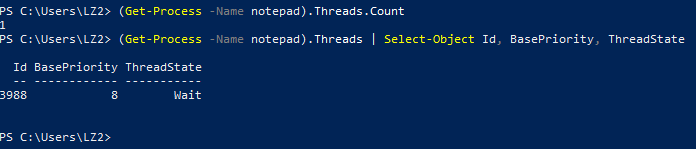 PS C:\Users\LZ2> (Get-Process -Name notepad).Threads.Count
1
PS C:\Users\LZ2> (Get-Process -Name notepad).Threads | Select-Object Id, BasePriority, ThreadState
Id BasePriority ThreadState
-- ------------ -----------
3988 8 Wait
PS C:\Users\LZ2>